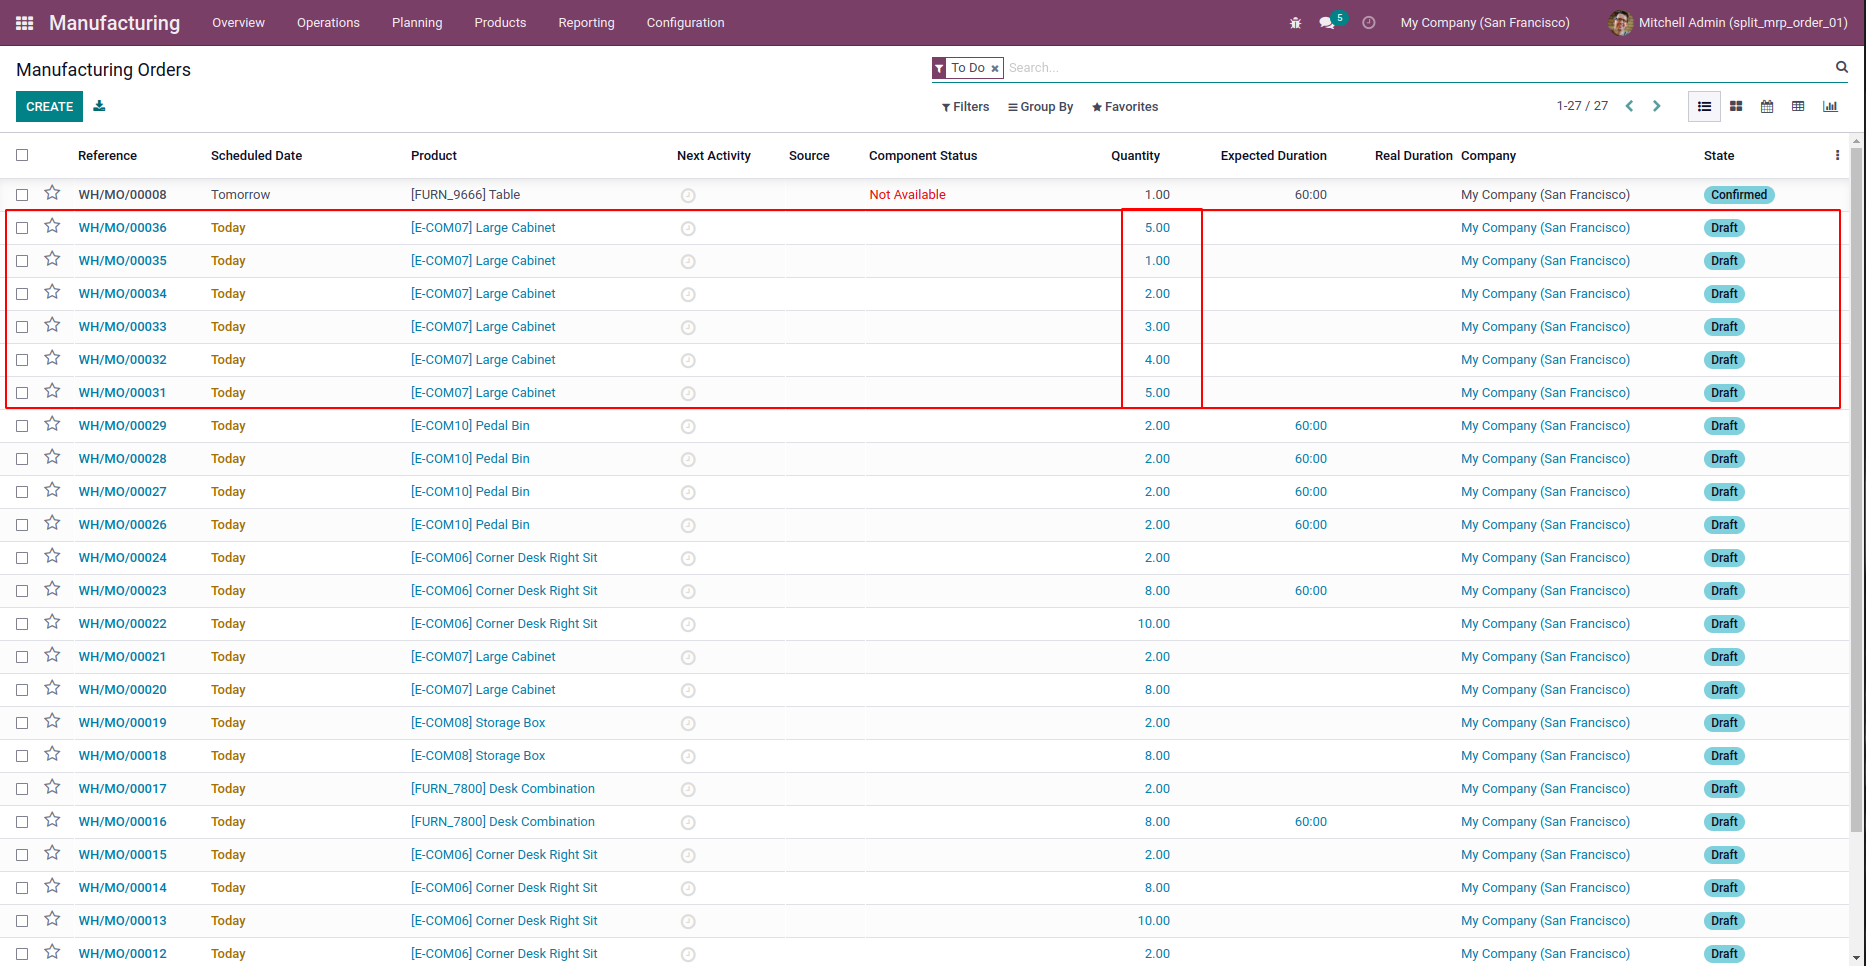 Manufacturing Overview Operations Planning Products Reporting Configuration 5 My Company (San Francisco) Mitchell Admin (split_mrp_order_01)
Manufacturing Orders To Do × Search...
CREATE Filters Group By Favorites 1-27 / 27
Reference Scheduled Date Product Next Activity Source Component Status Quantity Expected Duration Real Duration Company State
WH/MO/00008 Tomorrow [FURN_9666] Table Not Available 1.00 60:00 My Company (San Francisco) Confirmed
WH/MO/00036 Today [E-COM07] Large Cabinet 5.00 My Company (San Francisco) Draft
WH/MO/00035 Today [E-COM07] Large Cabinet 1.00 My Company (San Francisco) Draft
WH/MO/00034 Today [E-COM07] Large Cabinet 2.00 My Company (San Francisco) Draft
WH/MO/00033 Today [E-COM07] Large Cabinet 3.00 My Company (San Francisco) Draft
WH/MO/00032 Today [E-COM07] Large Cabinet 4.00 My Company (San Francisco) Draft
WH/MO/00031 Today [E-COM07] Large Cabinet 5.00 My Company (San Francisco) Draft
WH/MO/00029 Today [E-COM10] Pedal Bin 2.00 60:00 My Company (San Francisco) Draft
WH/MO/00028 Today [E-COM10] Pedal Bin 2.00 60:00 My Company (San Francisco) Draft
WH/MO/00027 Today [E-COM10] Pedal Bin 2.00 60:00 My Company (San Francisco) Draft
WH/MO/00026 Today [E-COM10] Pedal Bin 2.00 60:00 My Company (San Francisco) Draft
WH/MO/00024 Today [E-COM06] Corner Desk Right Sit 2.00 My Company (San Francisco) Draft
WH/MO/00023 Today [E-COM06] Corner Desk Right Sit 8.00 60:00 My Company (San Francisco) Draft
WH/MO/00022 Today [E-COM06] Corner Desk Right Sit 10.00 My Company (San Francisco) Draft
WH/MO/00021 Today [E-COM07] Large Cabinet 2.00 My Company (San Francisco) Draft
WH/MO/00020 Today [E-COM07] Large Cabinet 8.00 My Company (San Francisco) Draft
WH/MO/00019 Today [E-COM08] Storage Box 2.00 My Company (San Francisco) Draft
WH/MO/00018 Today [E-COM08] Storage Box 8.00 My Company (San Francisco) Draft
WH/MO/00017 Today [FURN_7800] Desk Combination 2.00 My Company (San Francisco) Draft
WH/MO/00016 Today [FURN_7800] Desk Combination 8.00 60:00 My Company (San Francisco) Draft
WH/MO/00015 Today [E-COM06] Corner Desk Right Sit 2.00 My Company (San Francisco) Draft
WH/MO/00014 Today [E-COM06] Corner Desk Right Sit 8.00 My Company (San Francisco) Draft
WH/MO/00013 Today [E-COM06] Corner Desk Right Sit 10.00 My Company (San Francisco) Draft
WH/MO/00012 Today [E-COM06] Corner Desk Right Sit 2.00 My Company (San Francisco) Draft